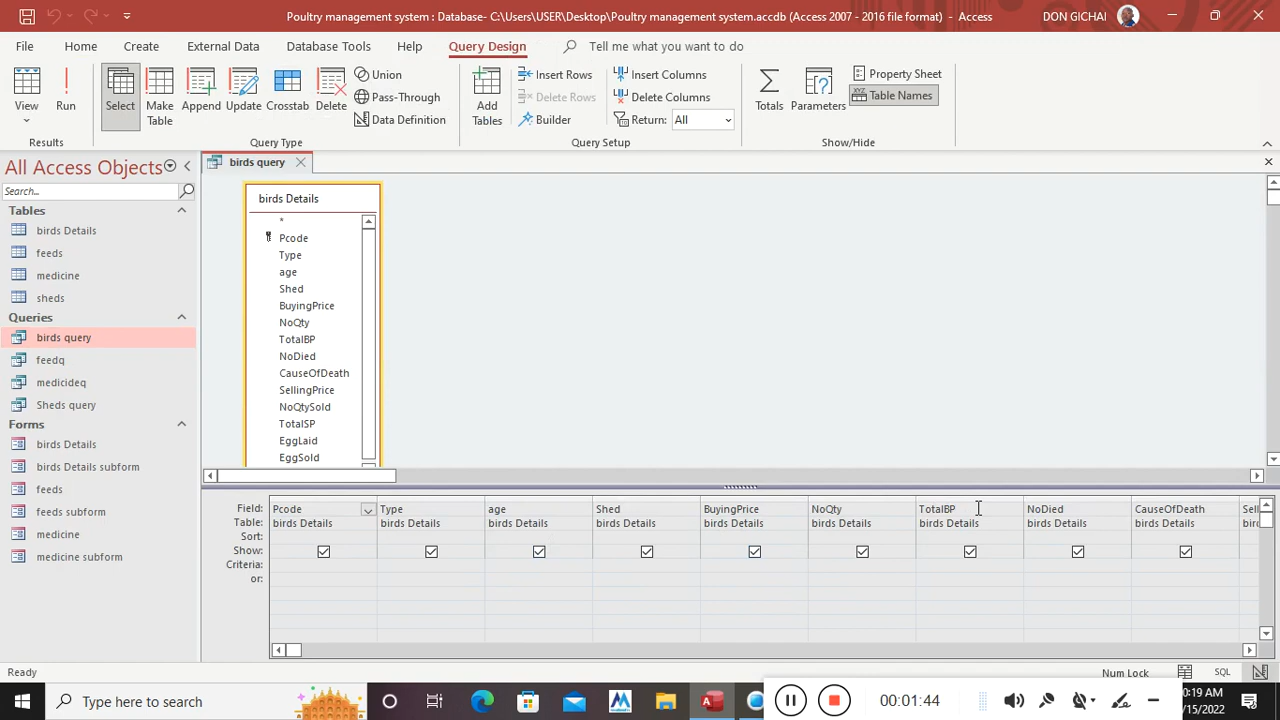 Poultry management system : Database- C:\Users\USER\Desktop\Poultry management system.accdb (Access 2007 - 2016 file format) - Access
DON GICHAI
File Home Create External Data Database Tools Help Query Design Tell me what you want to do
View
Run
Select
Make Table
Append
Update
Crosstab
Delete
Union
Pass-Through
Data Definition
Add Tables
Insert Rows
Delete Rows
Builder
Insert Columns
Delete Columns
Return: All
Totals
Parameters
Property Sheet
Table Names
Results
Query Type
Query Setup
Show/Hide
All Access Objects
Search...
Tables
birds Details
feeds
medicine
sheds
Queries
birds query
feedq
medicideq
Sheds query
Forms
birds Details
birds Details subform
feeds
feeds subform
medicine
medicine subform
birds query
birds Details
*
Pcode
Type
age
Shed
BuyingPrice
NoQty
TotalBP
NoDied
CauseOfDeath
SellingPrice
NoQtySold
TotalSP
EggLaid
EggSold
Field: Pcode Type age Shed BuyingPrice NoQty TotalBP NoDied CauseOfDeath Sell
Table: birds Details birds Details birds Details birds Details birds Details birds Details birds Details birds Details birds Details bir
Sort:
Show:
Criteria:
or:
Ready
Num Lock
SQL
Type here to search
00:01:44
0:19 AM
/15/2022